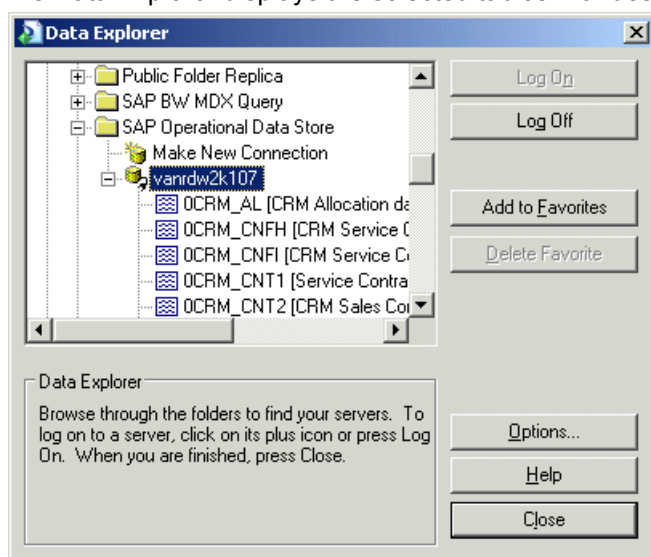 Data Explorer
Public Folder Replica
SAP BW MDX Query
SAP Operational Data Store
Make New Connection
vanrdw2k107
0CRM_AL [CRM Allocation da
0CRM_CNFH [CRM Service
0CRM_CNFI [CRM Service
0CRM_CNT1 [Service Contra
0CRM_CNT2 [CRM Sales
Log On
Log Off
Add to Favorites
Delete Favorite
Data Explorer
Browse through the folders to find your servers. To
log on to a server, click on its plus icon or press Log
On. When you are finished, press Close.
Options...
Help
Close